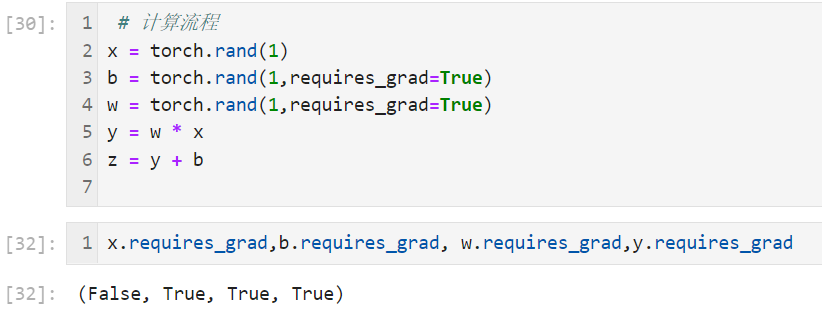 [30]:
1 # 计算流程
2 x = torch.rand(1)
3 b = torch.rand(1,requires_grad=True)
4 w = torch.rand(1,requires_grad=True)
5 y = w * x
6 z = y + b
7
[32]: 1 x.requires_grad,b.requires_grad, w.requires_grad,y.requires_grad
[32]: (False, True, True, True)